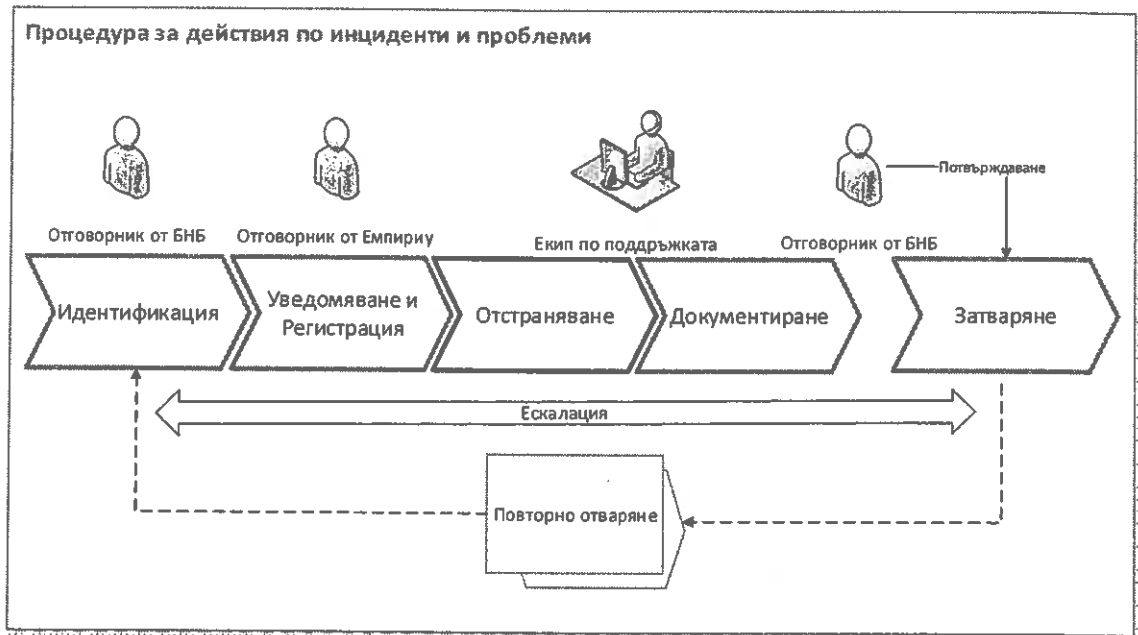 Процедура за действия по инциденти и проблеми
Потвърждаване
Отговорник от БНБ
Отговорник от Емпириу
Екип по поддръжката
Отговорник от БНБ
Идентификация
Уведомяване и
Регистрация
Отстраняване
Документиране
Затваряне
Ескалация
Повторно отваряне